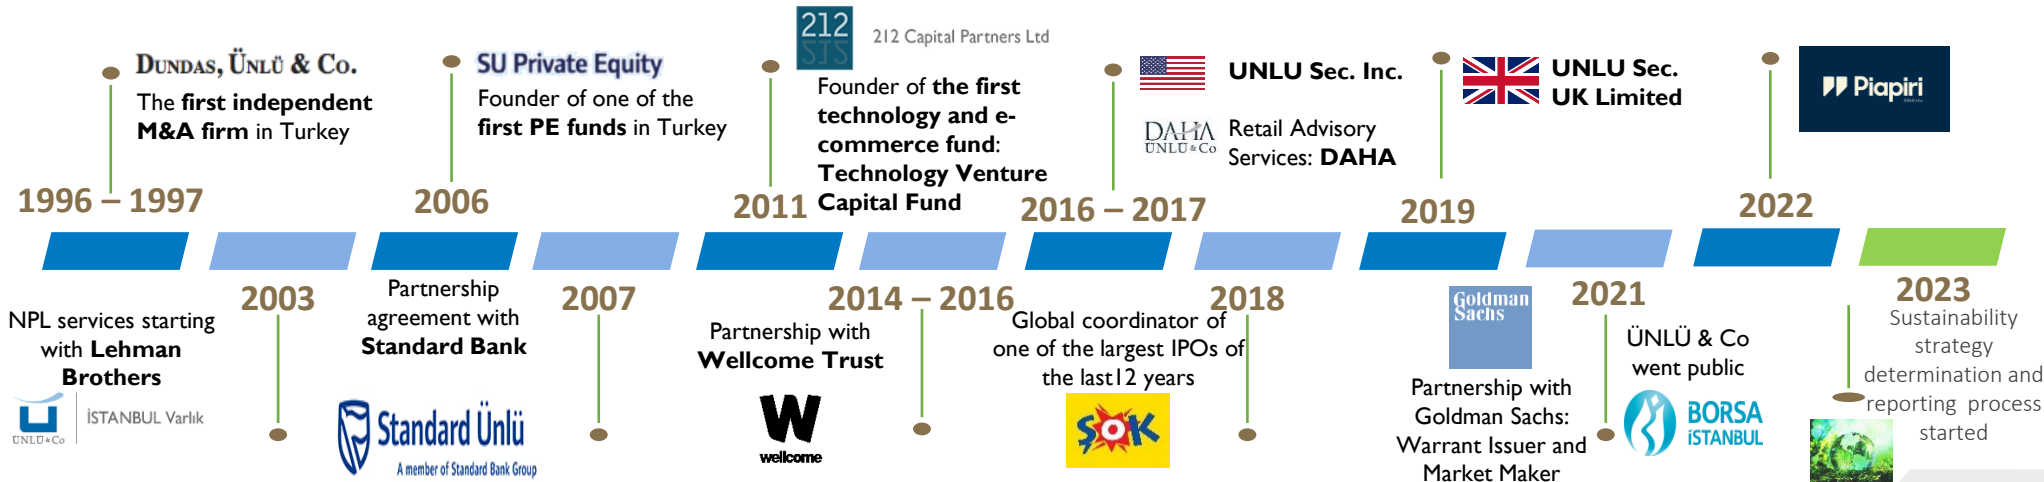 DUNDAS, ÜNLÜ & CO.
The first independent
M&A firm in Turkey
1996 – 1997
NPL services starting
with Lehman
Brothers
ÜNLÜ & Co
İSTANBUL Varlık
2003
SU Private Equity
Founder of one of the
first PE funds in Turkey
2006
Partnership
agreement with
Standard Bank
Standard Ünlü
A member of Standard Bank Group
2007
212
212 Capital Partners Ltd
Founder of the first
technology and e-
commerce fund:
Technology Venture
Capital Fund
2011
Partnership with
Wellcome Trust
W
wellcome
2014 – 2016
UNLU Sec. Inc.
DAHA
ÜNLÜ & Co
Retail Advisory
Services: DAHA
2016 – 2017
Global coordinator of
one of the largest IPOs of
the last12 years
ŞOK
2018
UNLU Sec.
UK Limited
2019
Goldman
Sachs
Partnership with
Goldman Sachs:
Warrant Issuer and
Market Maker
2021
ÜNLÜ & Co
went public
BORSA
İSTANBUL
Piapiri
2022
2023
Sustainability
strategy
determination and
reporting process
started